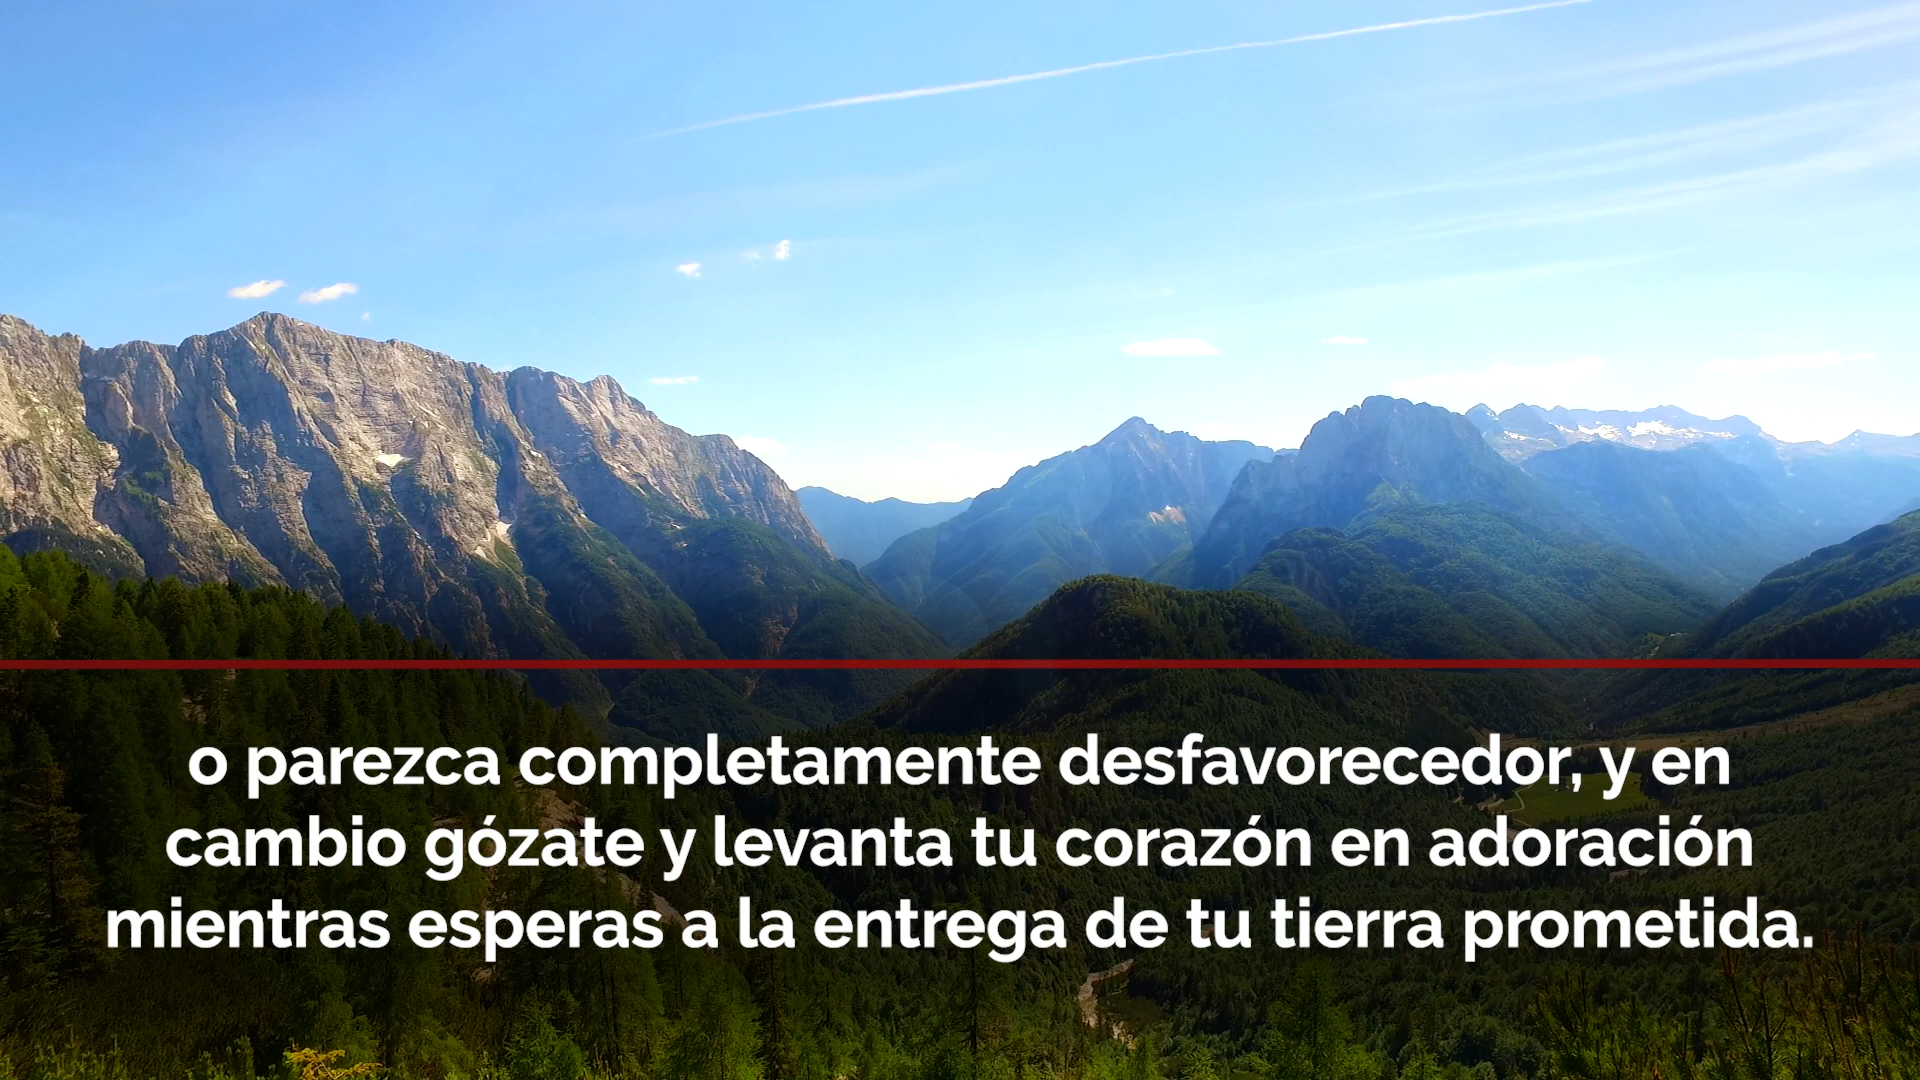 o parezca completamente desfavorecedor, y en
cambio gózate y levanta tu corazón en adoración
mientras esperas a la entrega de tu tierra prometida.